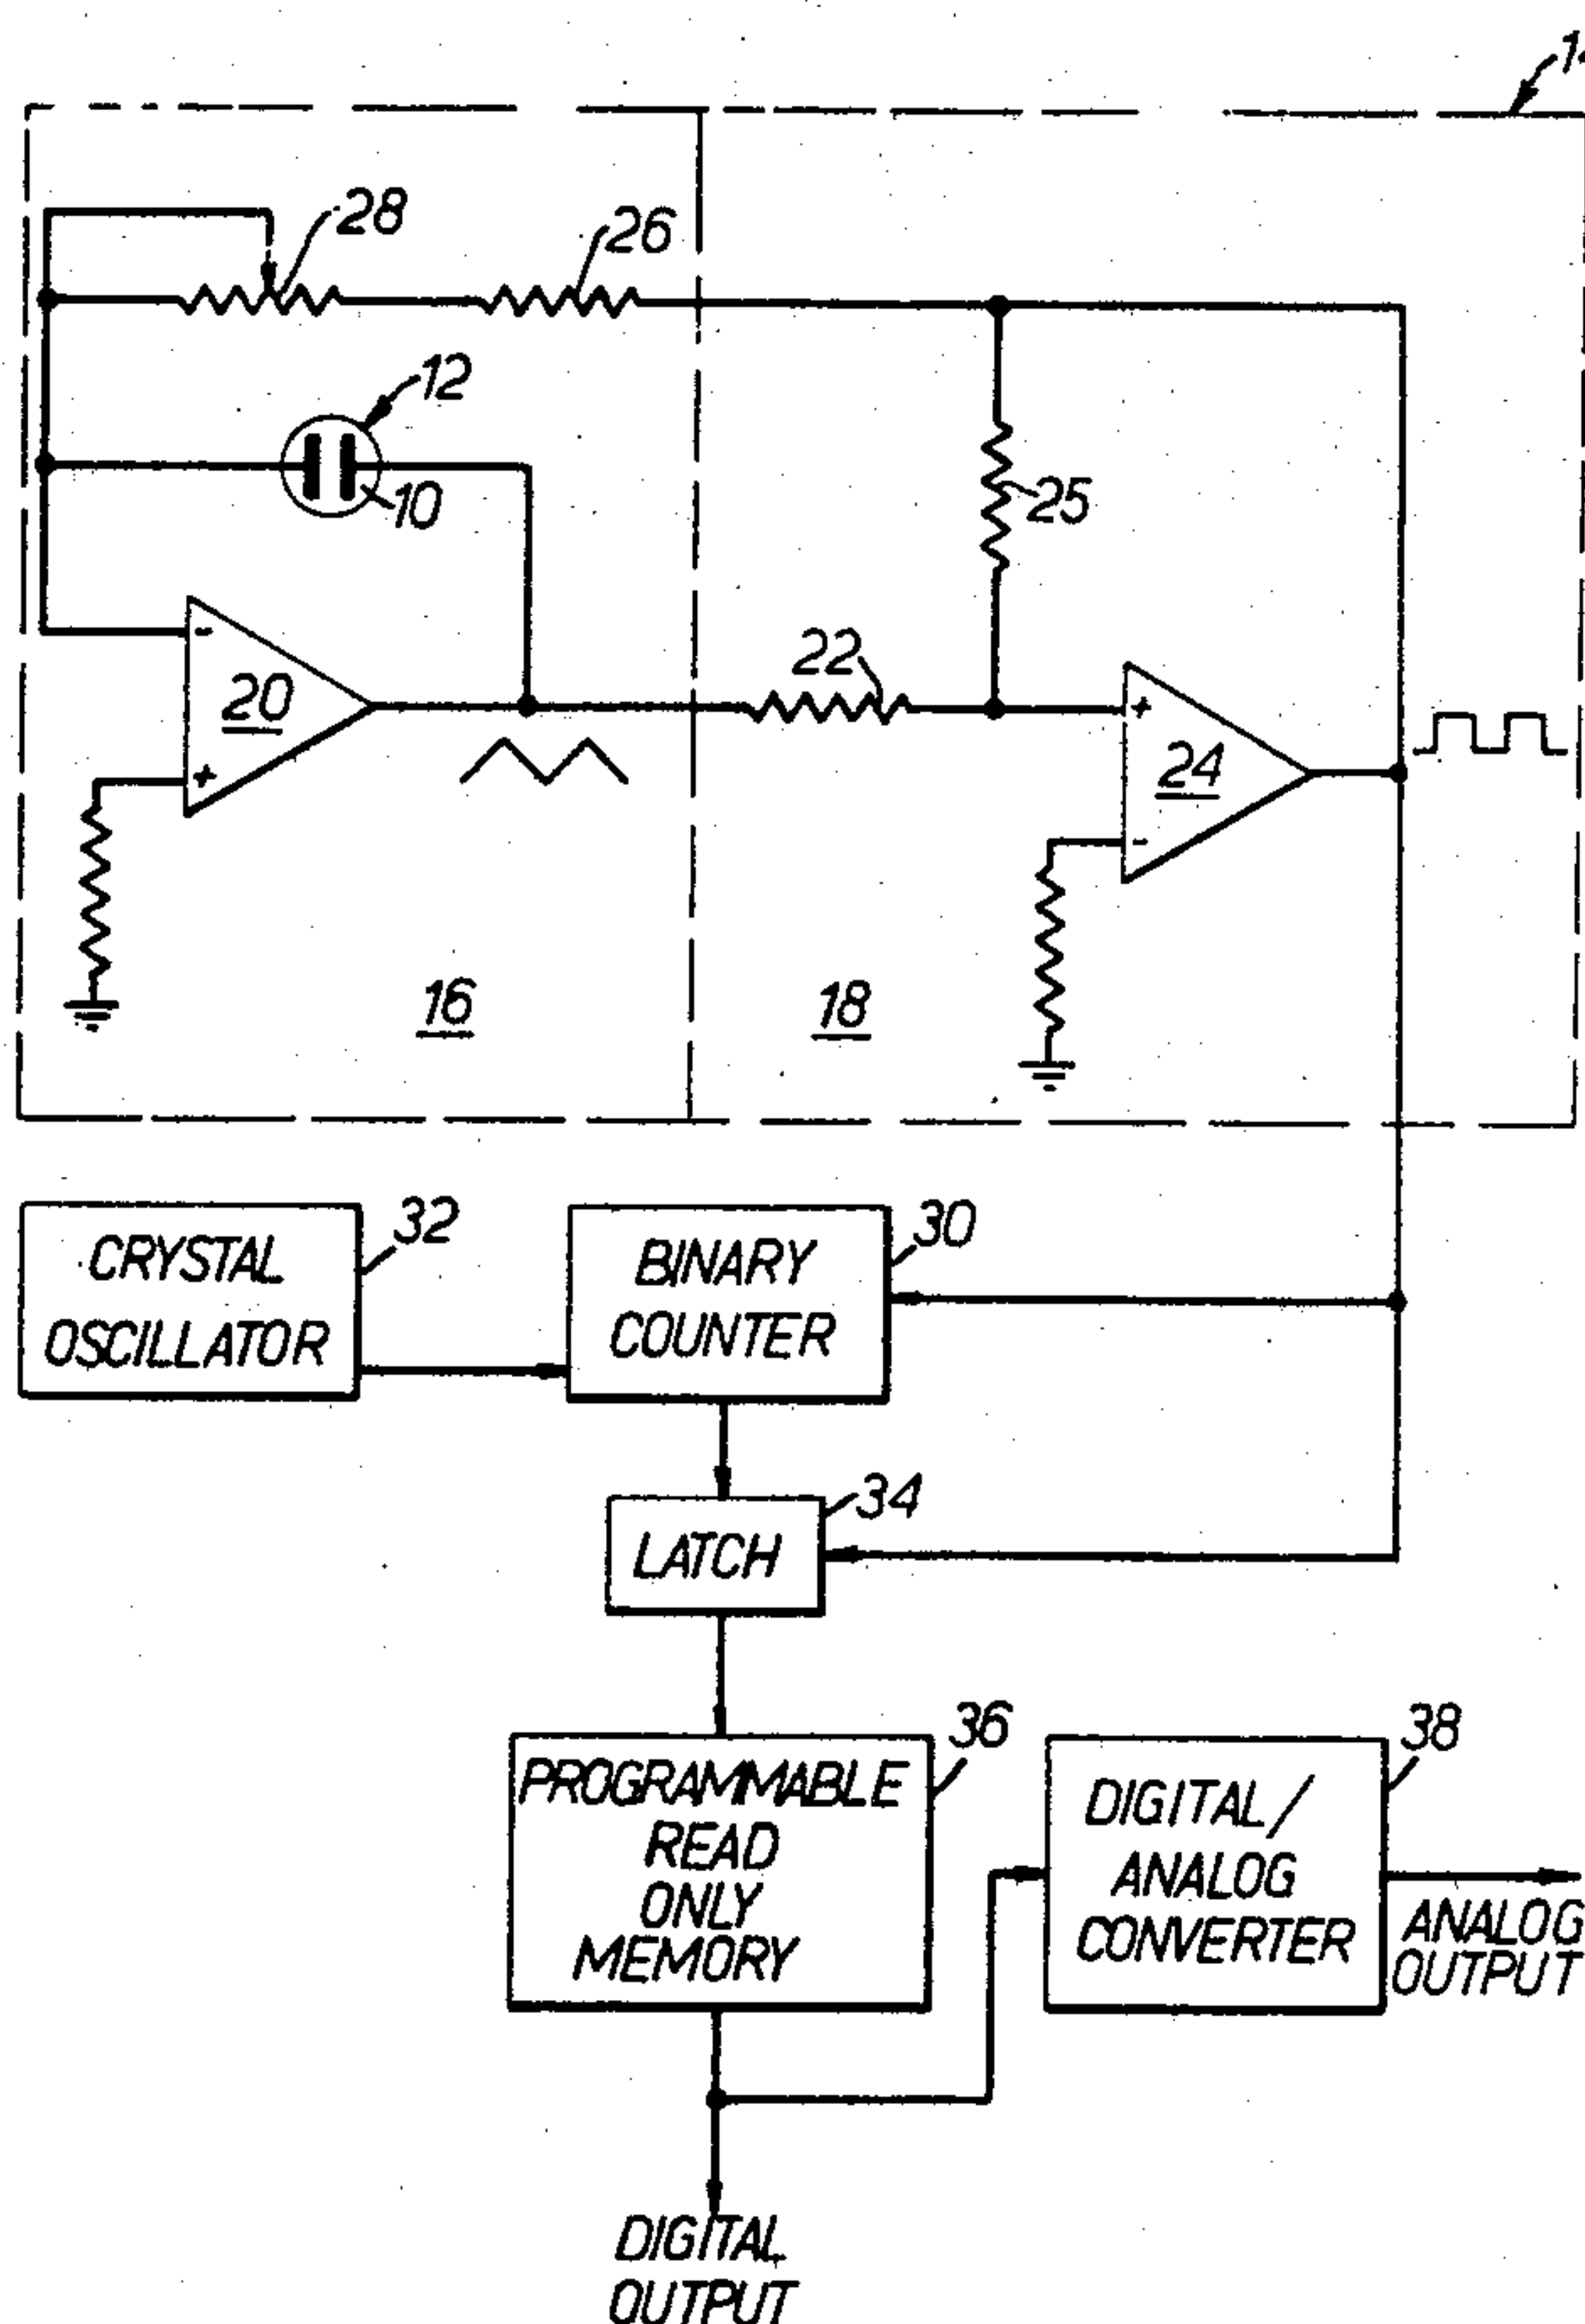 28
26
12
10
25
22
-
20
+
+
24
-
16
18
CRYSTAL
OSCILLATOR
32
BINARY
COUNTER
30
LATCH
34
PROGRAMMABLE
READ
ONLY
MEMORY
36
DIGITAL/
ANALOG
CONVERTER
38
ANALOG
OUTPUT
DIGITAL
OUTPUT